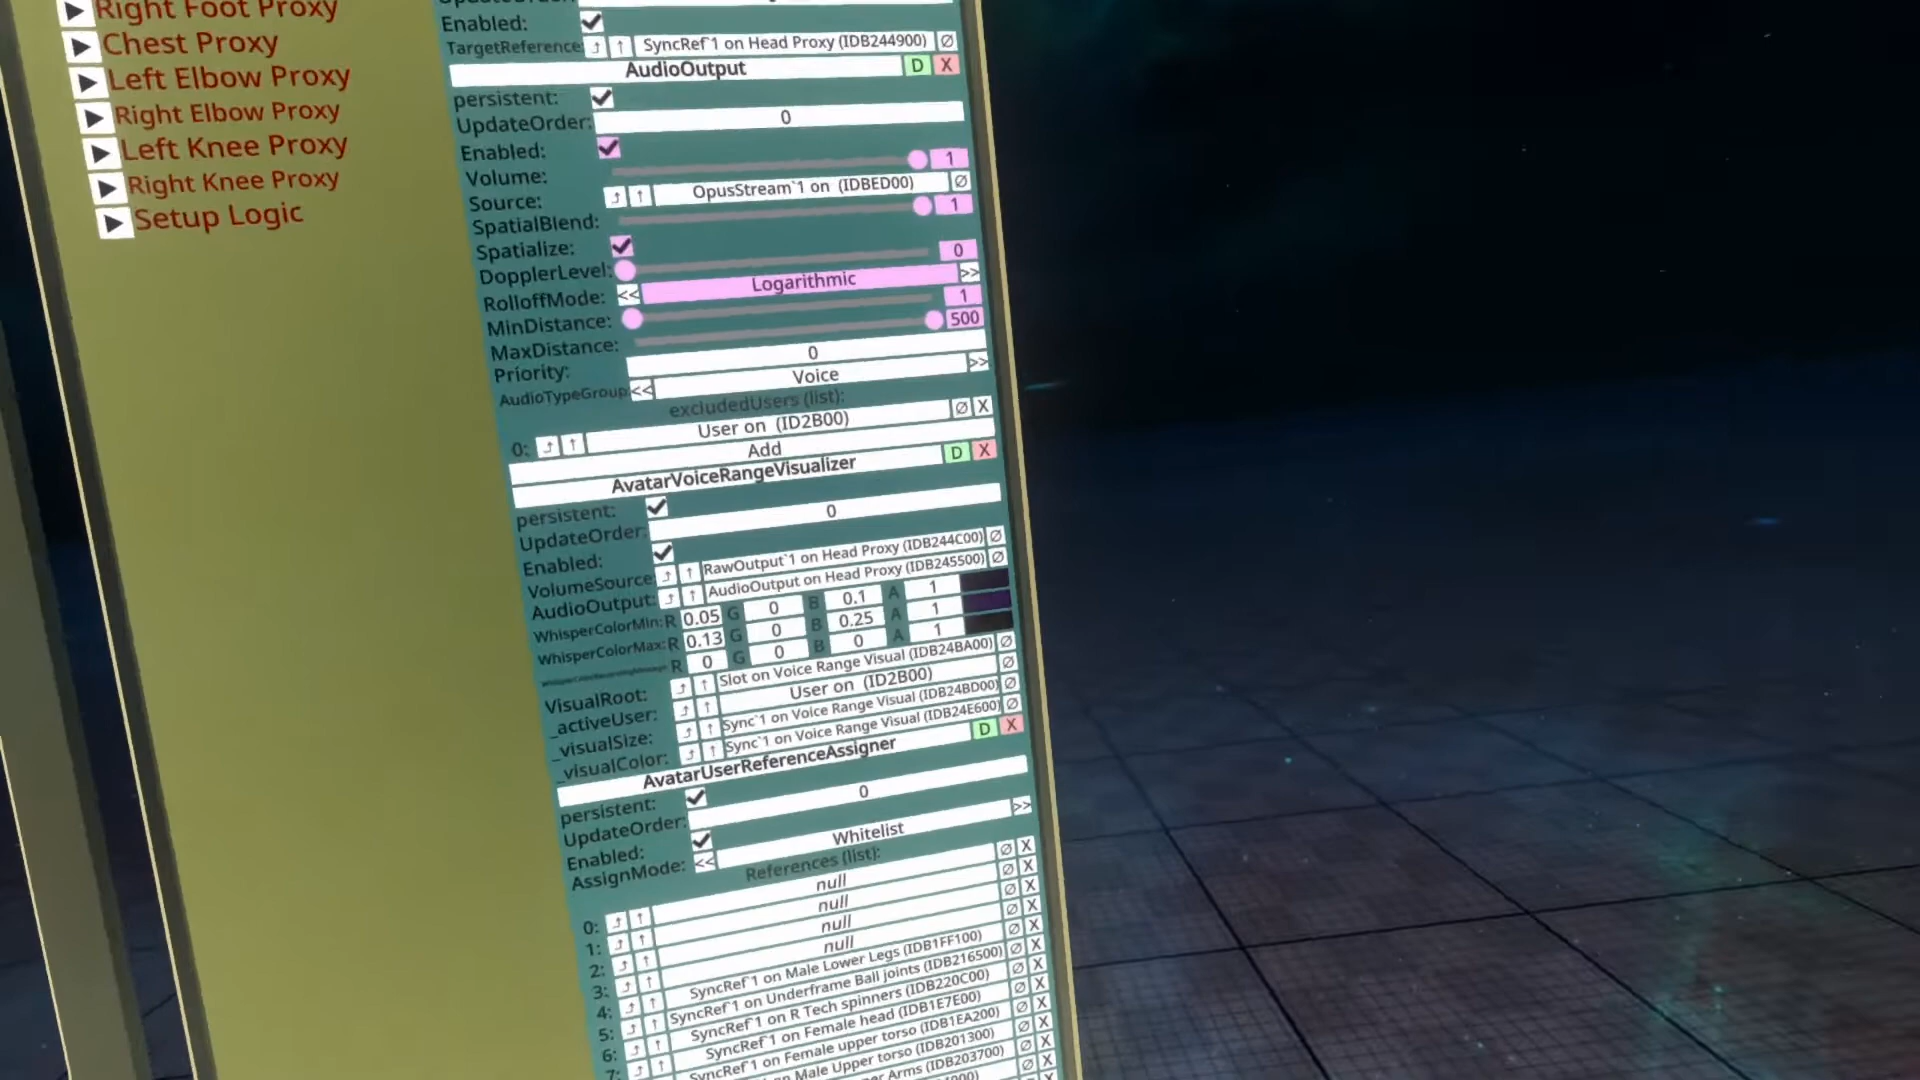 Right Foot Proxy
Chest Proxy
Left Elbow Proxy
Right Elbow Proxy
Left Knee Proxy
Right Knee Proxy
Setup Logic
Enabled:
TargetReference: SyncRef`1 on Head Proxy (IDB244900) Ø
AudioOutput D X
persistent:
UpdateOrder: 0
Enabled:
Volume: 1
Source: OpusStream`1 on (IDBED00) Ø
SpatialBlend: 1
Spatialize:
DopplerLevel: 0
RolloffMode: << Logarithmic >>
MinDistance: 1
MaxDistance: 500
Priority: 0
AudioTypeGroup: << Voice >>
excludedUsers (list):
0: User on (ID2B00) Ø X
Add
AvatarVoiceRangeVisualizer D X
persistent:
UpdateOrder: 0
Enabled:
VolumeSource: RawOutput`1 on Head Proxy (IDB244C00) Ø
AudioOutput: AudioOutput on Head Proxy (IDB245500) Ø
WhisperColorMin: R 0.05 G 0 B 0.1 A 1
WhisperColorMax: R 0.13 G 0 B 0.25 A 1
R 0 G 0 B 0 A 1
VisualRoot: Slot on Voice Range Visual (IDB24BA00) Ø
_activeUser: User on (ID2B00) Ø
_visualSize: Sync`1 on Voice Range Visual (IDB24BD00) Ø
_visualColor: Sync`1 on Voice Range Visual (IDB24E600) Ø
AvatarUserReferenceAssigner D X
persistent:
UpdateOrder: 0
Enabled:
AssignMode: << Whitelist >>
References (list):
0: null Ø X
1: null Ø X
2: null Ø X
3: null Ø X
4: SyncRef`1 on Male Lower Legs (IDB1FF100) Ø X
5: SyncRef`1 on Underframe Ball joints (IDB216500) Ø X
6: SyncRef`1 on R Tech spinners (IDB220C00) Ø X
7: SyncRef`1 on Female head (IDB1E7E00) Ø X
SyncRef`1 on Female upper torso (IDB1EA200) Ø X
on Male Upper torso (IDB201300) Ø X
Arms (IDB203700) Ø X